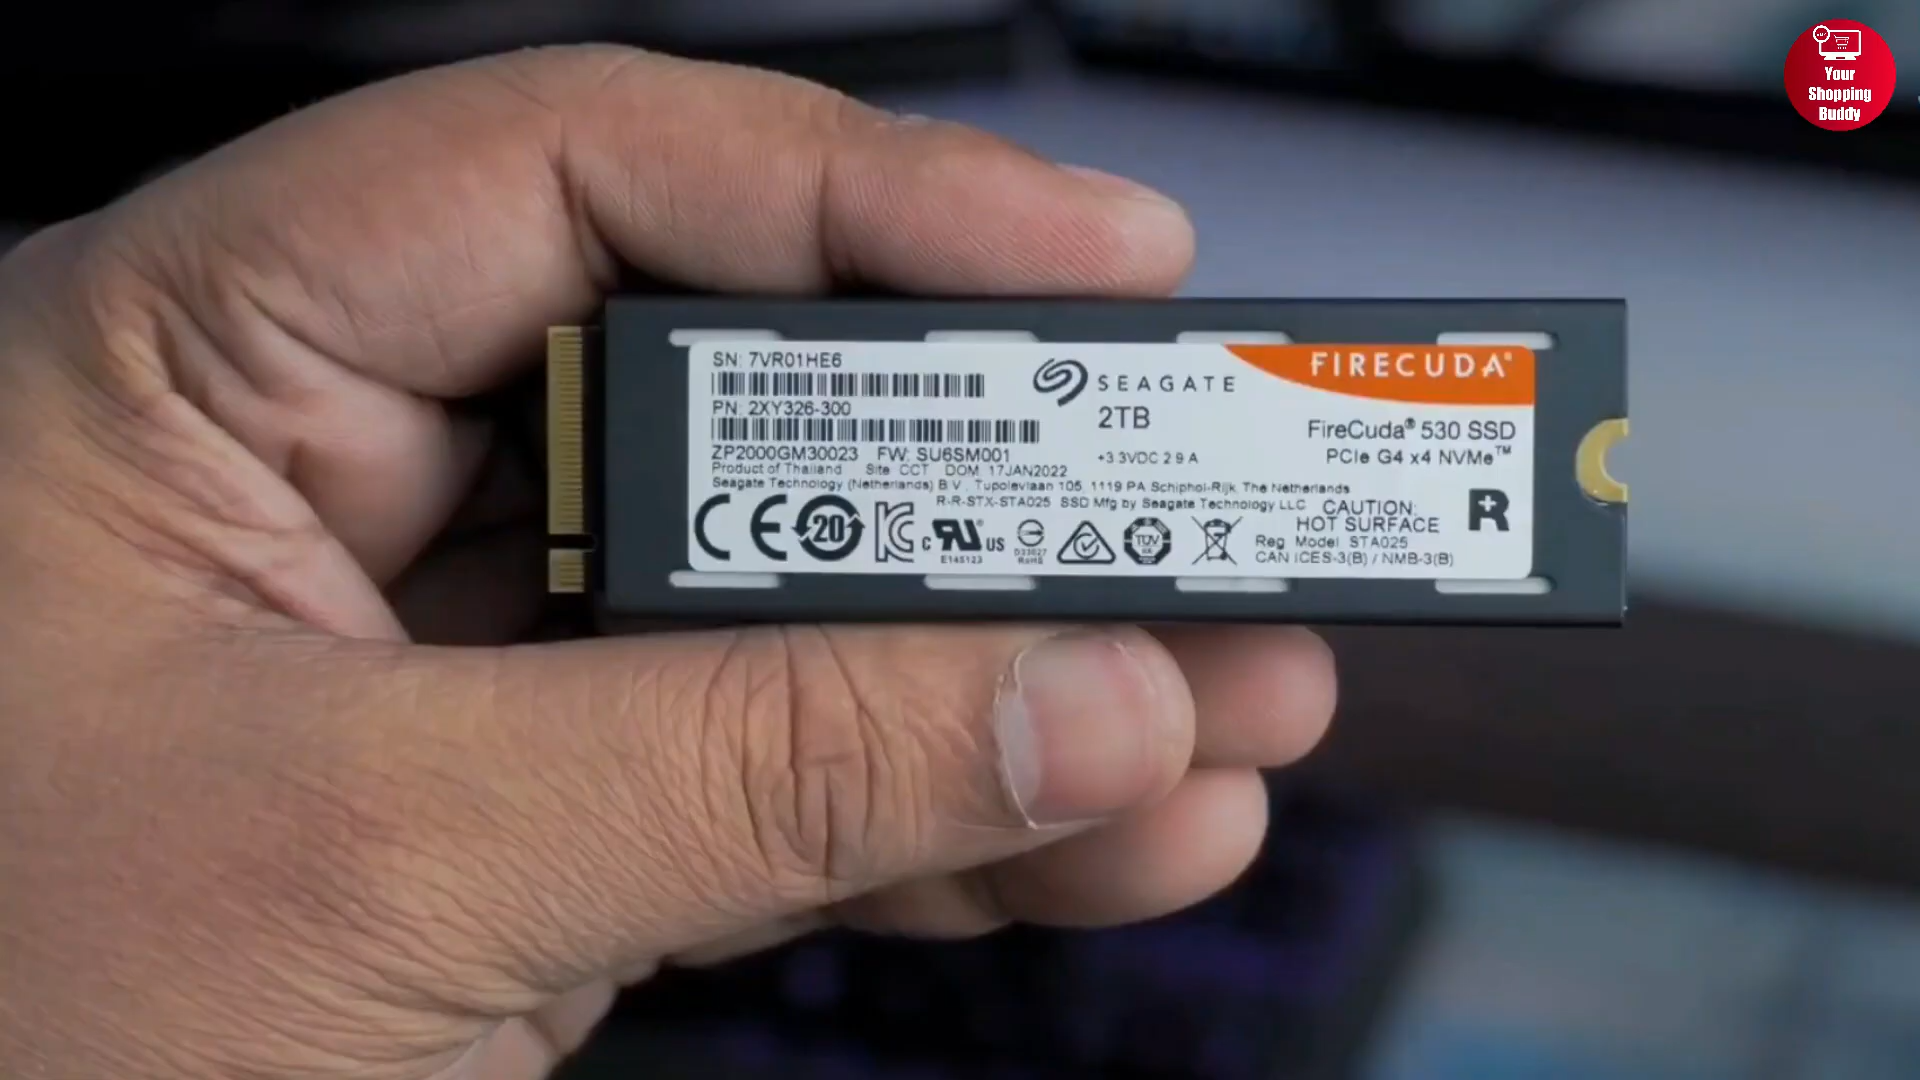 Your
Shopping
Buddy
SN: 7VR01HE6
PN: 2XY326-300
ZP2000GM30023 FW: SU6SM001
Product of Thailand Site: CCT DOM: 17JAN2022
Seagate Technology (Netherlands) B.V., Tupolevlaan 105, 1119 PA Schiphol-Rijk, The Netherlands
R-R-STX-STA025 SSD Mfg by Seagate Technology LLC
SEAGATE
2TB
+3.3VDC 2.9 A
FIRECUDA®
FireCuda® 530 SSD
PCIe G4 x4 NVMe™
CAUTION:
HOT SURFACE
Reg. Model: STA025
CAN ICES-3(B) / NMB-3(B)
CE
20
c US
E145123
D33027
RoHS
TÜV
R